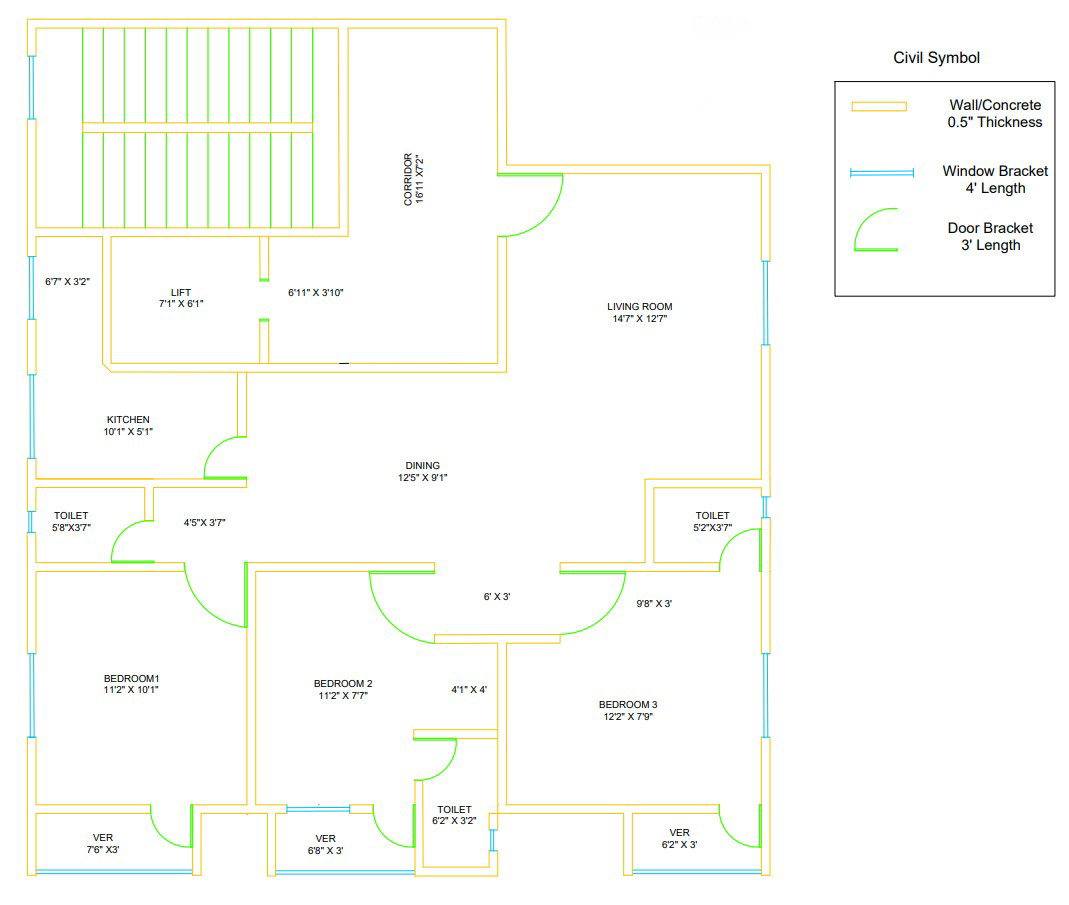 Civil Symbol
Wall/Concrete
0.5" Thickness
Window Bracket
4' Length
Door Bracket
3' Length
CORRIDOR
16'11 X7'2"
6'7" X 3'2"
LIFT
7'1" X 6'1"
6'11" X 3'10"
LIVING ROOM
14'7" X 12'7"
KITCHEN
10'1" X 5'1"
DINING
12'5" X 9'1"
TOILET
5'8"X3'7"
4'5"X 3'7"
TOILET
5'2"X3'7"
6' X 3'
9'8" X 3'
BEDROOM1
11'2" X 10'1"
BEDROOM 2
11'2" X 7'7"
4'1" X 4'
BEDROOM 3
12'2" X 7'9"
TOILET
6'2" X 3'2"
VER
7'6" X3'
VER
6'8" X 3'
VER
6'2" X 3'